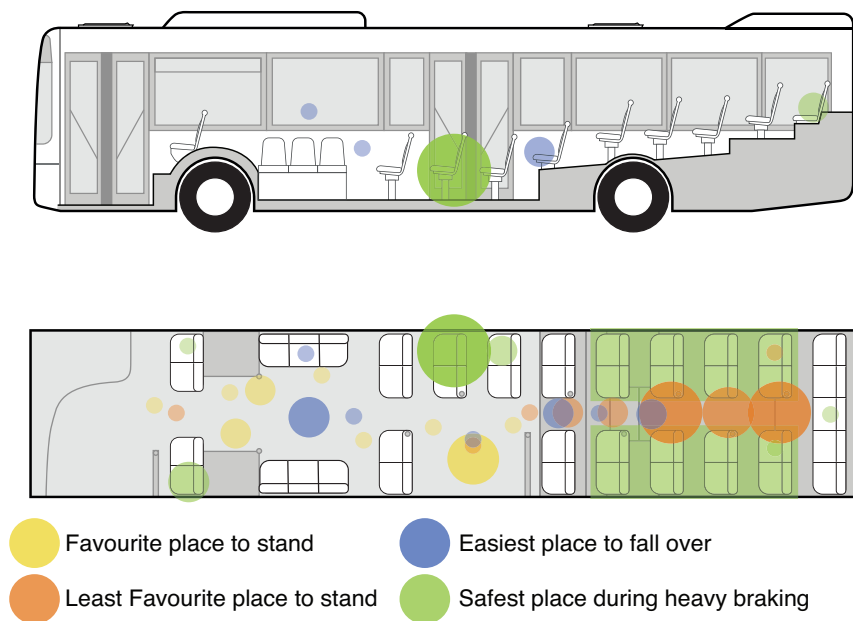 Favourite place to stand
Easiest place to fall over
Least Favourite place to stand
Safest place during heavy braking